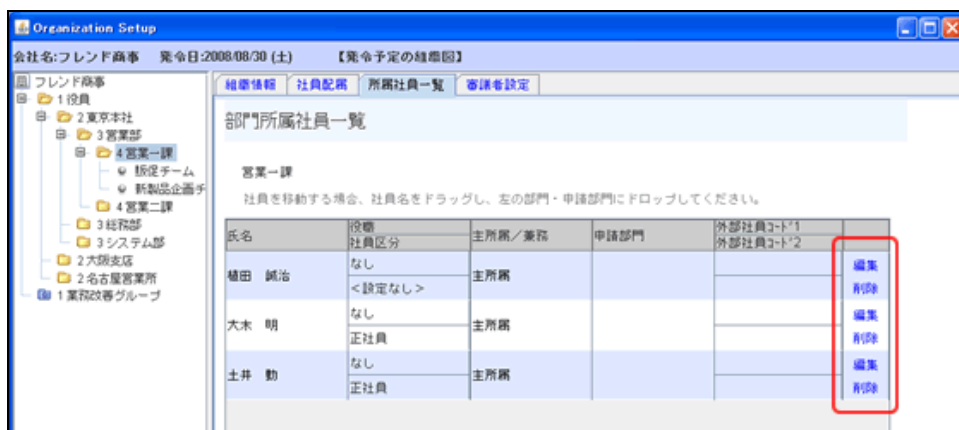 Organization Setup
会社名:フレンド商事 発令日:2008/08/30 (土) 【発令予定の組織図】
フレンド商事
1 役員
2 東京本社
3 営業部
4 営業一課
販促チーム
新製品企画チ
4 営業二課
3 総務部
3 システム部
2 大阪支店
2 名古屋営業所
1 業務改善グループ
組織情報 社員配属 所属社員一覧 審議者設定
部門所属社員一覧
営業一課
社員を移動する場合、社員名をドラッグし、左の部門・申請部門にドロップしてください。
氏名 役職 社員区分 主所属／兼務 申請部門 外部社員コード1 外部社員コード2
植田 誠治 なし <設定なし> 主所属 編集 削除
大木 明 なし 正社員 主所属 編集 削除
土井 勤 なし 正社員 主所属 編集 削除